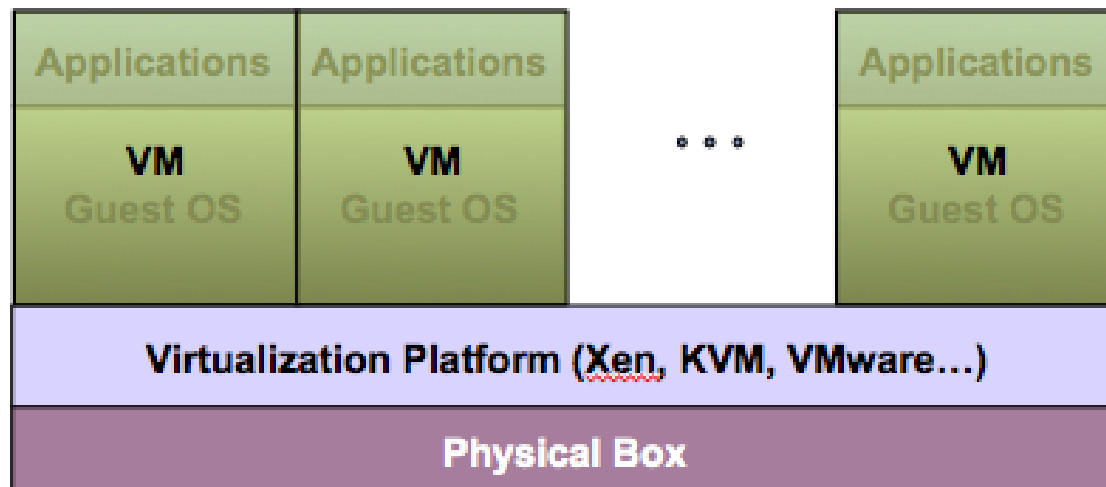 Applications
VM
Guest OS
Applications
VM
Guest OS
...
Applications
VM
Guest OS
Virtualization Platform (Xen, KVM, VMware…)
Physical Box